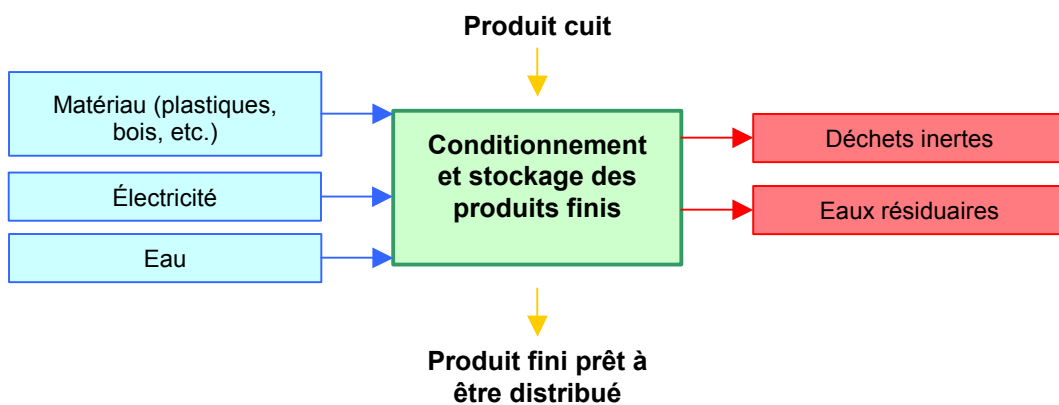 Produit cuit
Matériau (plastiques,
bois, etc.)
Électricité
Eau
Conditionnement
et stockage des
produits finis
Déchets inertes
Eaux résiduaires
Produit fini prêt à
être distribué